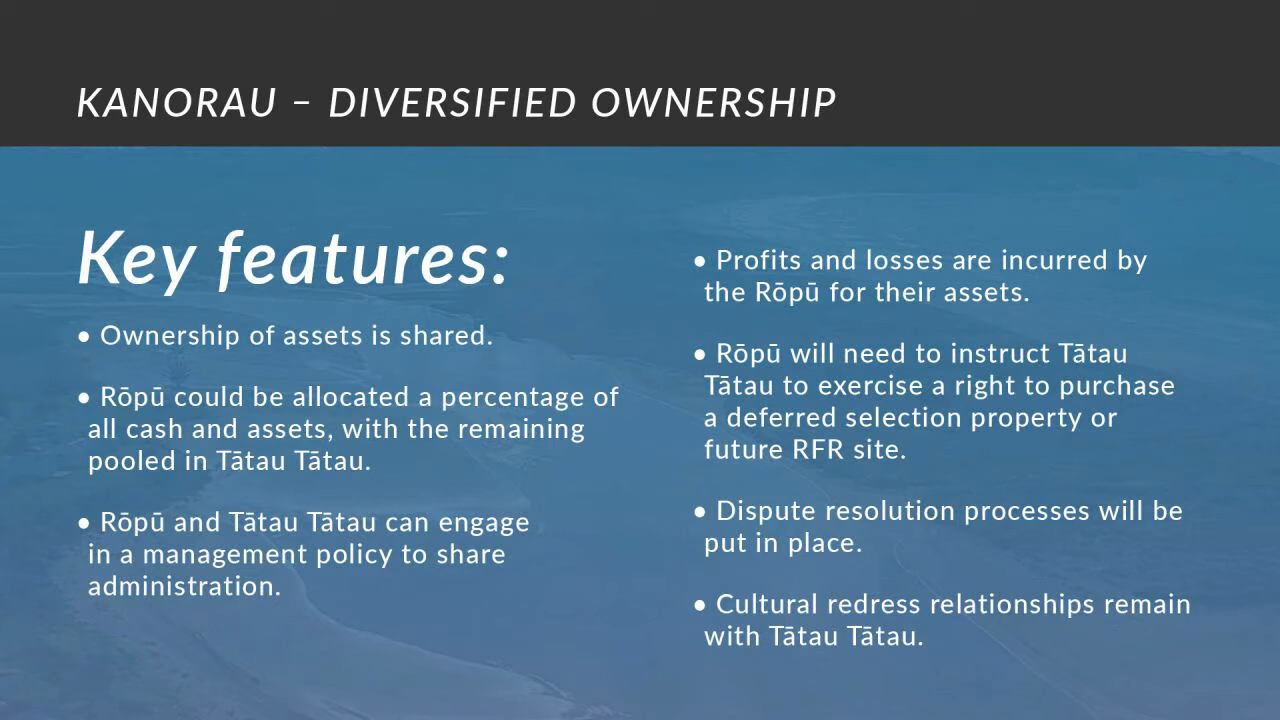 KANORAU – DIVERSIFIED OWNERSHIP
Key features:
• Ownership of assets is shared.
• Rōpū could be allocated a percentage of
all cash and assets, with the remaining
pooled in Tātau Tātau.
• Rōpū and Tātau Tātau can engage
in a management policy to share
administration.
• Profits and losses are incurred by
the Rōpū for their assets.
• Rōpū will need to instruct Tātau
Tātau to exercise a right to purchase
a deferred selection property or
future RFR site.
• Dispute resolution processes will be
put in place.
• Cultural redress relationships remain
with Tātau Tātau.